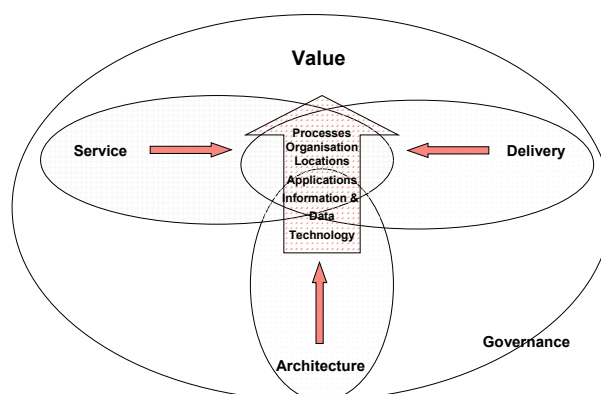 Value
Service
Delivery
Processes
Organisation
Locations
Applications
Information &
Data
Technology
Governance
Architecture